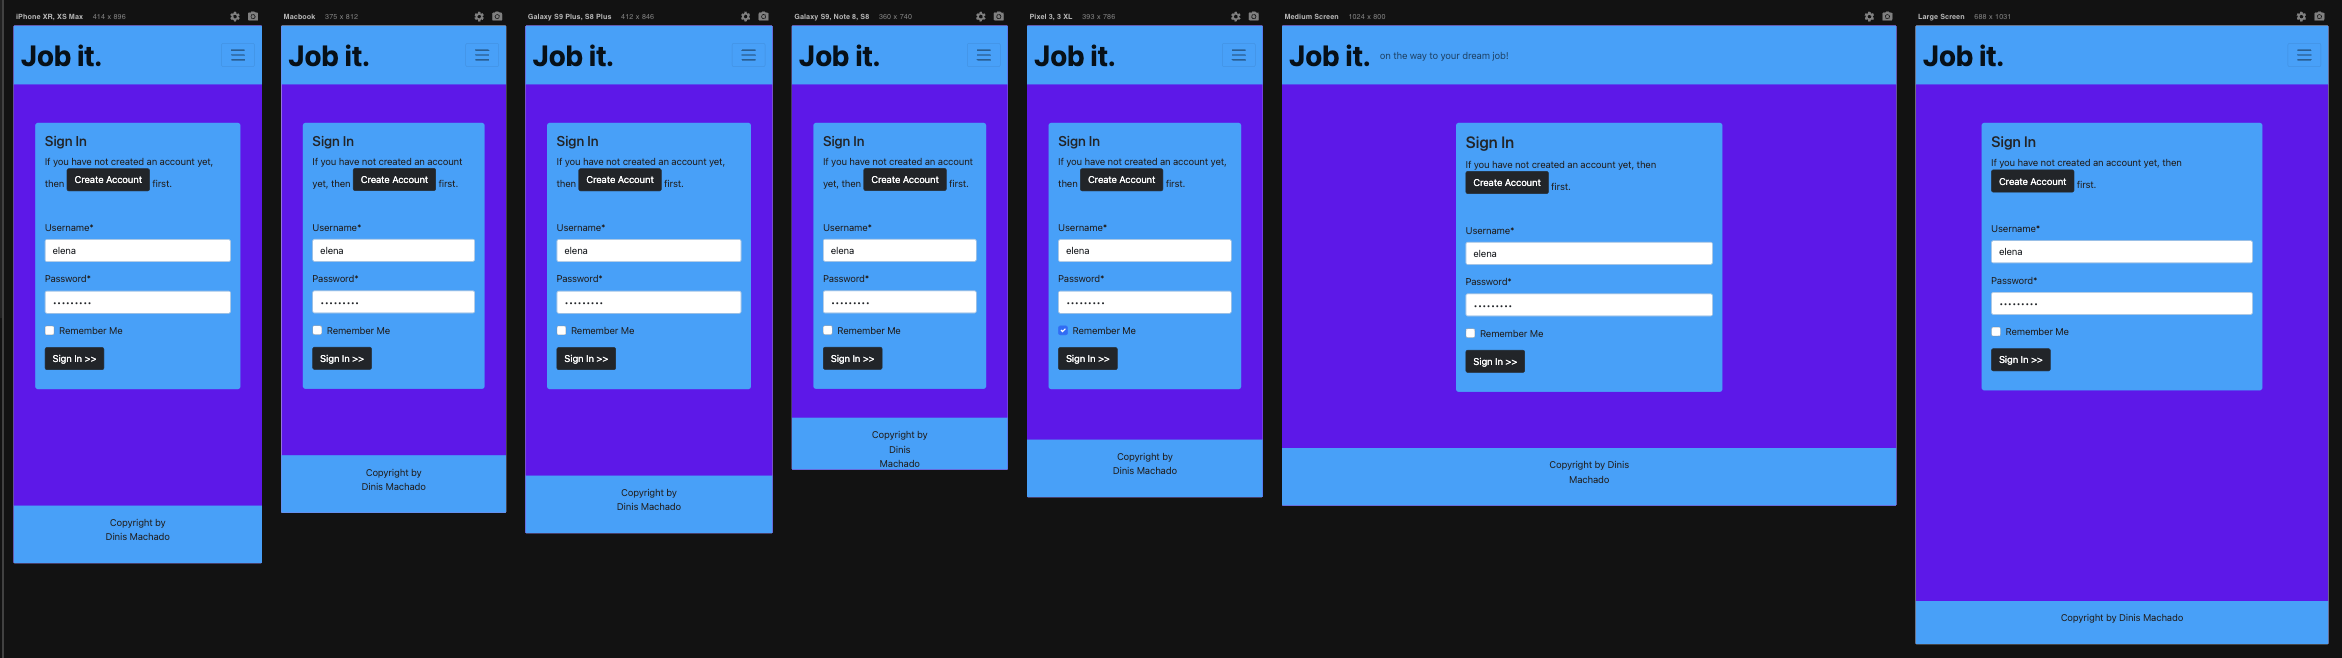 iPhone XR, XS Max 414 x 896
Job it.
Sign In
If you have not created an account yet,
then Create Account first.
Username*
elena
Password*
•••••••••
Remember Me
Sign In >>
Copyright by
Dinis Machado
Macbook 375 x 812
Job it.
Sign In
If you have not created an account
yet, then Create Account first.
Username*
elena
Password*
•••••••••
Remember Me
Sign In >>
Copyright by
Dinis Machado
Galaxy S9 Plus, S8 Plus 412 x 846
Job it.
Sign In
If you have not created an account yet,
then Create Account first.
Username*
elena
Password*
•••••••••
Remember Me
Sign In >>
Copyright by
Dinis Machado
Galaxy S9, Note 8, S8 360 x 740
Job it.
Sign In
If you have not created an account
yet, then Create Account first.
Username*
elena
Password*
•••••••••
Remember Me
Sign In >>
Copyright by
Dinis
Machado
Pixel 3, 3 XL 393 x 786
Job it.
Sign In
If you have not created an account yet,
then Create Account first.
Username*
elena
Password*
•••••••••
Remember Me
Sign In >>
Copyright by
Dinis Machado
Medium Screen 1024 x 800
Job it. on the way to your dream job!
Sign In
If you have not created an account yet, then
Create Account first.
Username*
elena
Password*
•••••••••
Remember Me
Sign In >>
Copyright by Dinis
Machado
Large Screen 688 x 1031
Job it.
Sign In
If you have not created an account yet, then
Create Account first.
Username*
elena
Password*
•••••••••
Remember Me
Sign In >>
Copyright by Dinis Machado